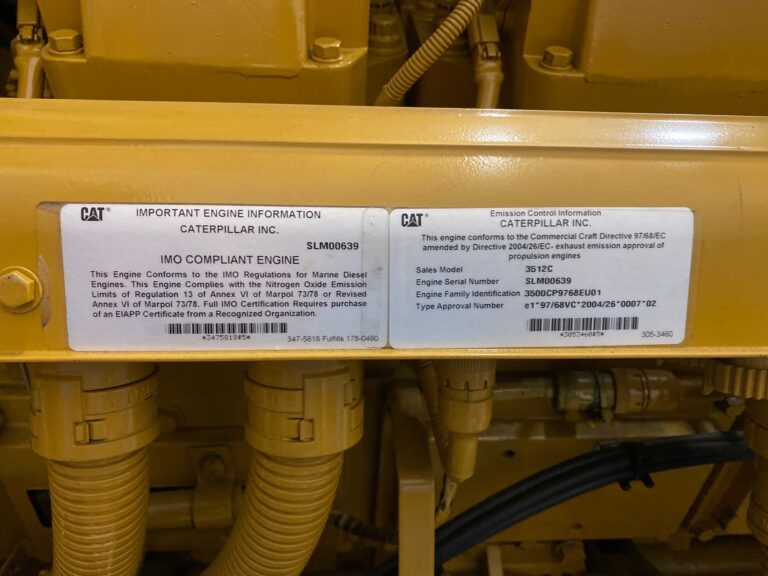 CAT®
IMPORTANT ENGINE INFORMATION
CATERPILLAR INC.
SLM00639
IMO COMPLIANT ENGINE
This Engine Conforms to the IMO Regulations for Marine Diesel
Engines. This Engine Complies with the Nitrogen Oxide Emission
Limits of Regulation 13 of Annex VI of Marpol 73/78 or Revised
Annex VI of Marpol 73/78. Full IMO Certification Requires purchase
of an EIAPP Certificate from a Recognized Organization.
*3475818#5*
347-5818 Fulfills 178-0480
CAT®
Emission Control Information
CATERPILLAR INC.
This engine conforms to the Commercial Craft Directive 97/68/EC
amended by Directive 2004/26/EC- exhaust emission approval of
propulsion engines
Sales Model 3512C
Engine Serial Number SLM00639
Engine Family Identification 3500CP9768EU01
Type Approval Number e1*97/68VC*2004/26*0007*02
*3053460#5*
305-3460